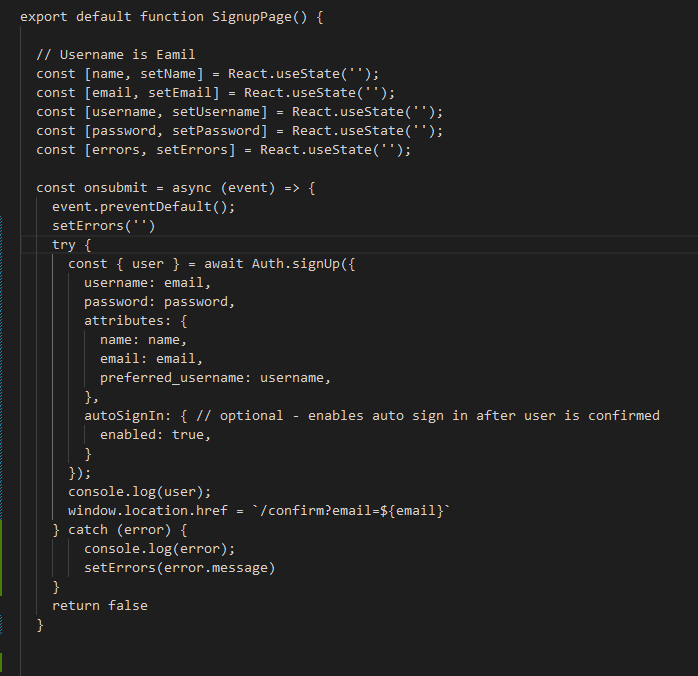 export default function SignupPage() {
// Username is Eamil
const [name, setName] = React.useState('');
const [email, setEmail] = React.useState('');
const [username, setUsername] = React.useState('');
const [password, setPassword] = React.useState('');
const [errors, setErrors] = React.useState('');
const onsubmit = async (event) => {
event.preventDefault();
setErrors('')
try {
const { user } = await Auth.signUp({
username: email,
password: password,
attributes: {
name: name,
email: email,
preferred_username: username,
},
autoSignIn: { // optional - enables auto sign in after user is confirmed
enabled: true,
}
});
console.log(user);
window.location.href = `/confirm?email=${email}`
} catch (error) {
console.log(error);
setErrors(error.message)
}
return false
}